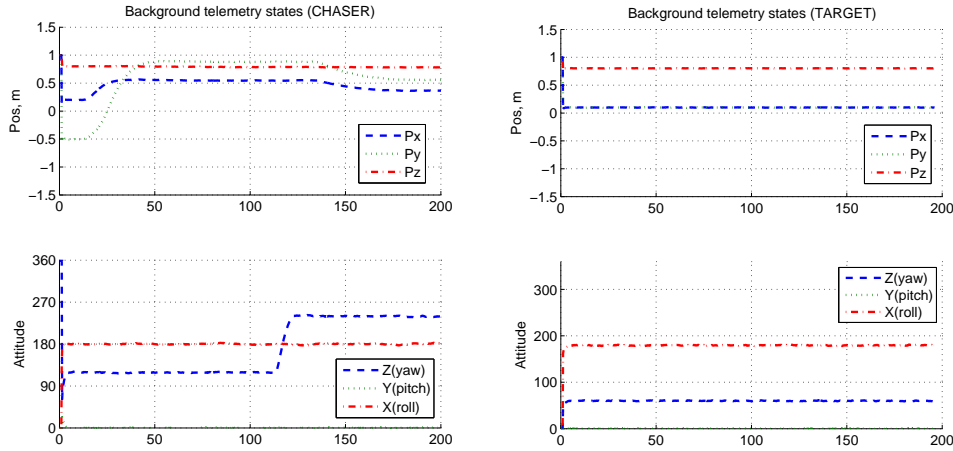 Background telemetry states (CHASER)
1.5
1
0.5
0
−0.5
−1
−1.5
Pos, m
Px
Py
Pz
0 50 100 150 200
Background telemetry states (TARGET)
1.5
1
0.5
0
−0.5
−1
−1.5
Pos, m
Px
Py
Pz
0 50 100 150 200
360
270
180
90
0
Attitude
Z(yaw)
Y(pitch)
X(roll)
0 50 100 150 200
300
200
100
0
Attitude
Z(yaw)
Y(pitch)
X(roll)
0 50 100 150 200